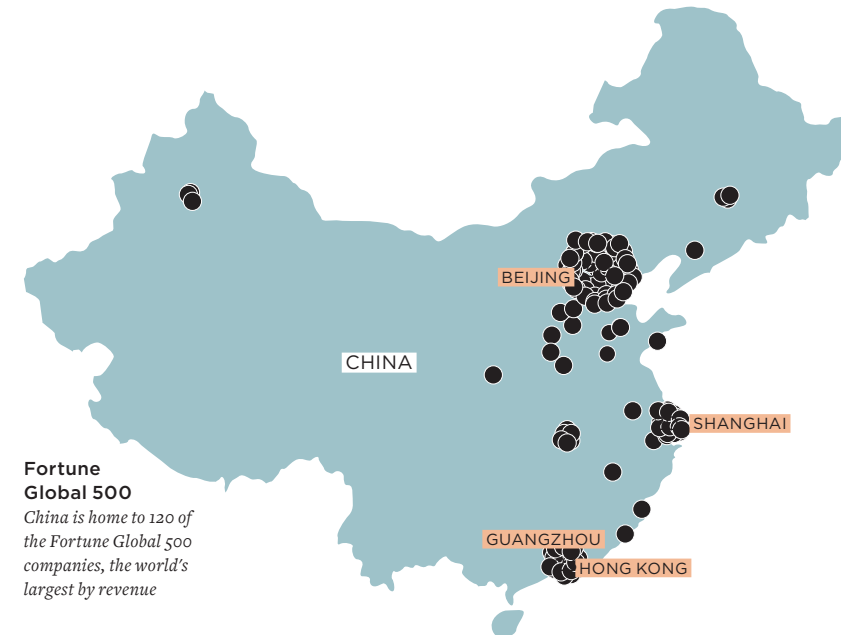 BEIJING
CHINA
SHANGHAI
Fortune
Global 500
China is home to 120 of
the Fortune Global 500
companies, the world's
largest by revenue
GUANGZHOU
HONG KONG